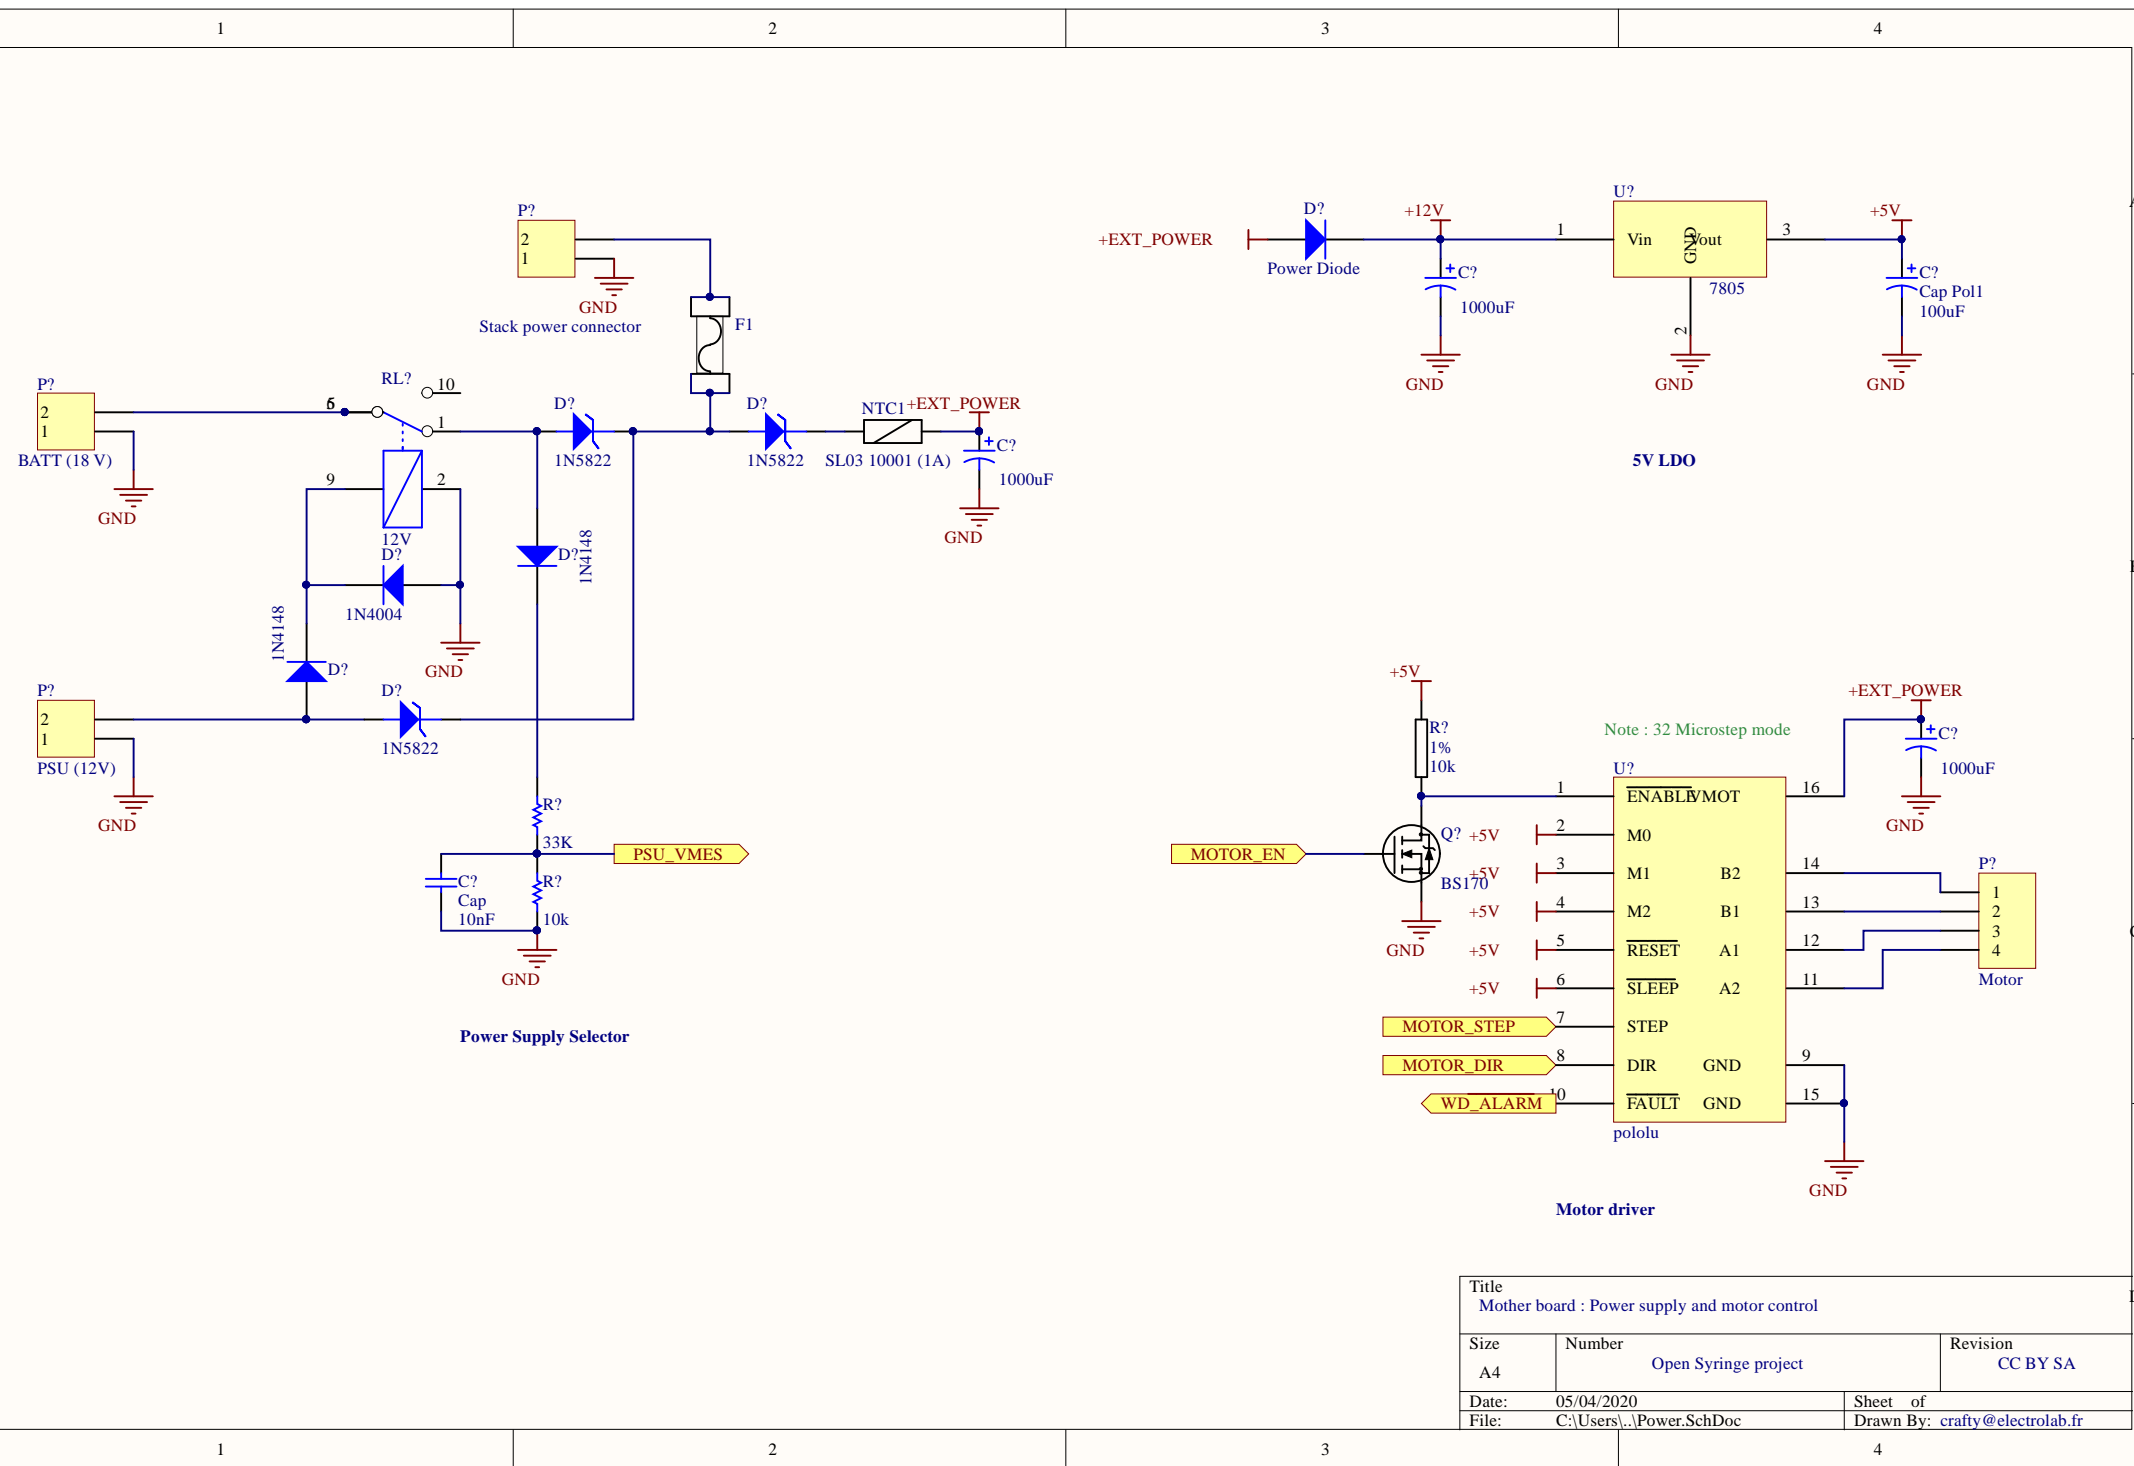 1
2
3
4
P?
2
1
GND
Stack power connector
F1
P?
2
1
BATT (18 V)
GND
RL?
10
1
9
2
12V
D?
1N4004
GND
1N4148
D?
P?
2
1
PSU (12V)
GND
D?
1N5822
D?
1N5822
D?
1N5822
NTC1
SL03 10001 (1A)
+EXT_POWER
C?
1000uF
GND
D?
1N4148
R?
33K
PSU_VMES
C?
Cap
10nF
R?
10k
GND
Power Supply Selector
+EXT_POWER
D?
Power Diode
+12V
C?
1000uF
GND
U?
1
Vin
GND
Vout
3
7805
2
GND
+5V
C?
Cap Pol1
100uF
GND
5V LDO
+5V
R?
1%
10k
MOTOR_EN
Q?
BS170
GND
Note : 32 Microstep mode
U?
1
ENABLE
VMOT
16
+EXT_POWER
C?
1000uF
GND
+5V
2
M0
+5V
3
M1
B2
14
+5V
4
M2
B1
13
+5V
5
RESET
A1
12
+5V
6
SLEEP
A2
11
P?
1
2
3
4
Motor
MOTOR_STEP
7
STEP
MOTOR_DIR
8
DIR
GND
9
WD_ALARM
10
FAULT
GND
15
pololu
GND
Motor driver
Title
Mother board : Power supply and motor control
Size
A4
Number
Open Syringe project
Revision
CC BY SA
Date: 05/04/2020
Sheet of
File: C:\Users\..\Power.SchDoc
Drawn By: crafty@electrolab.fr
1
2
3
4